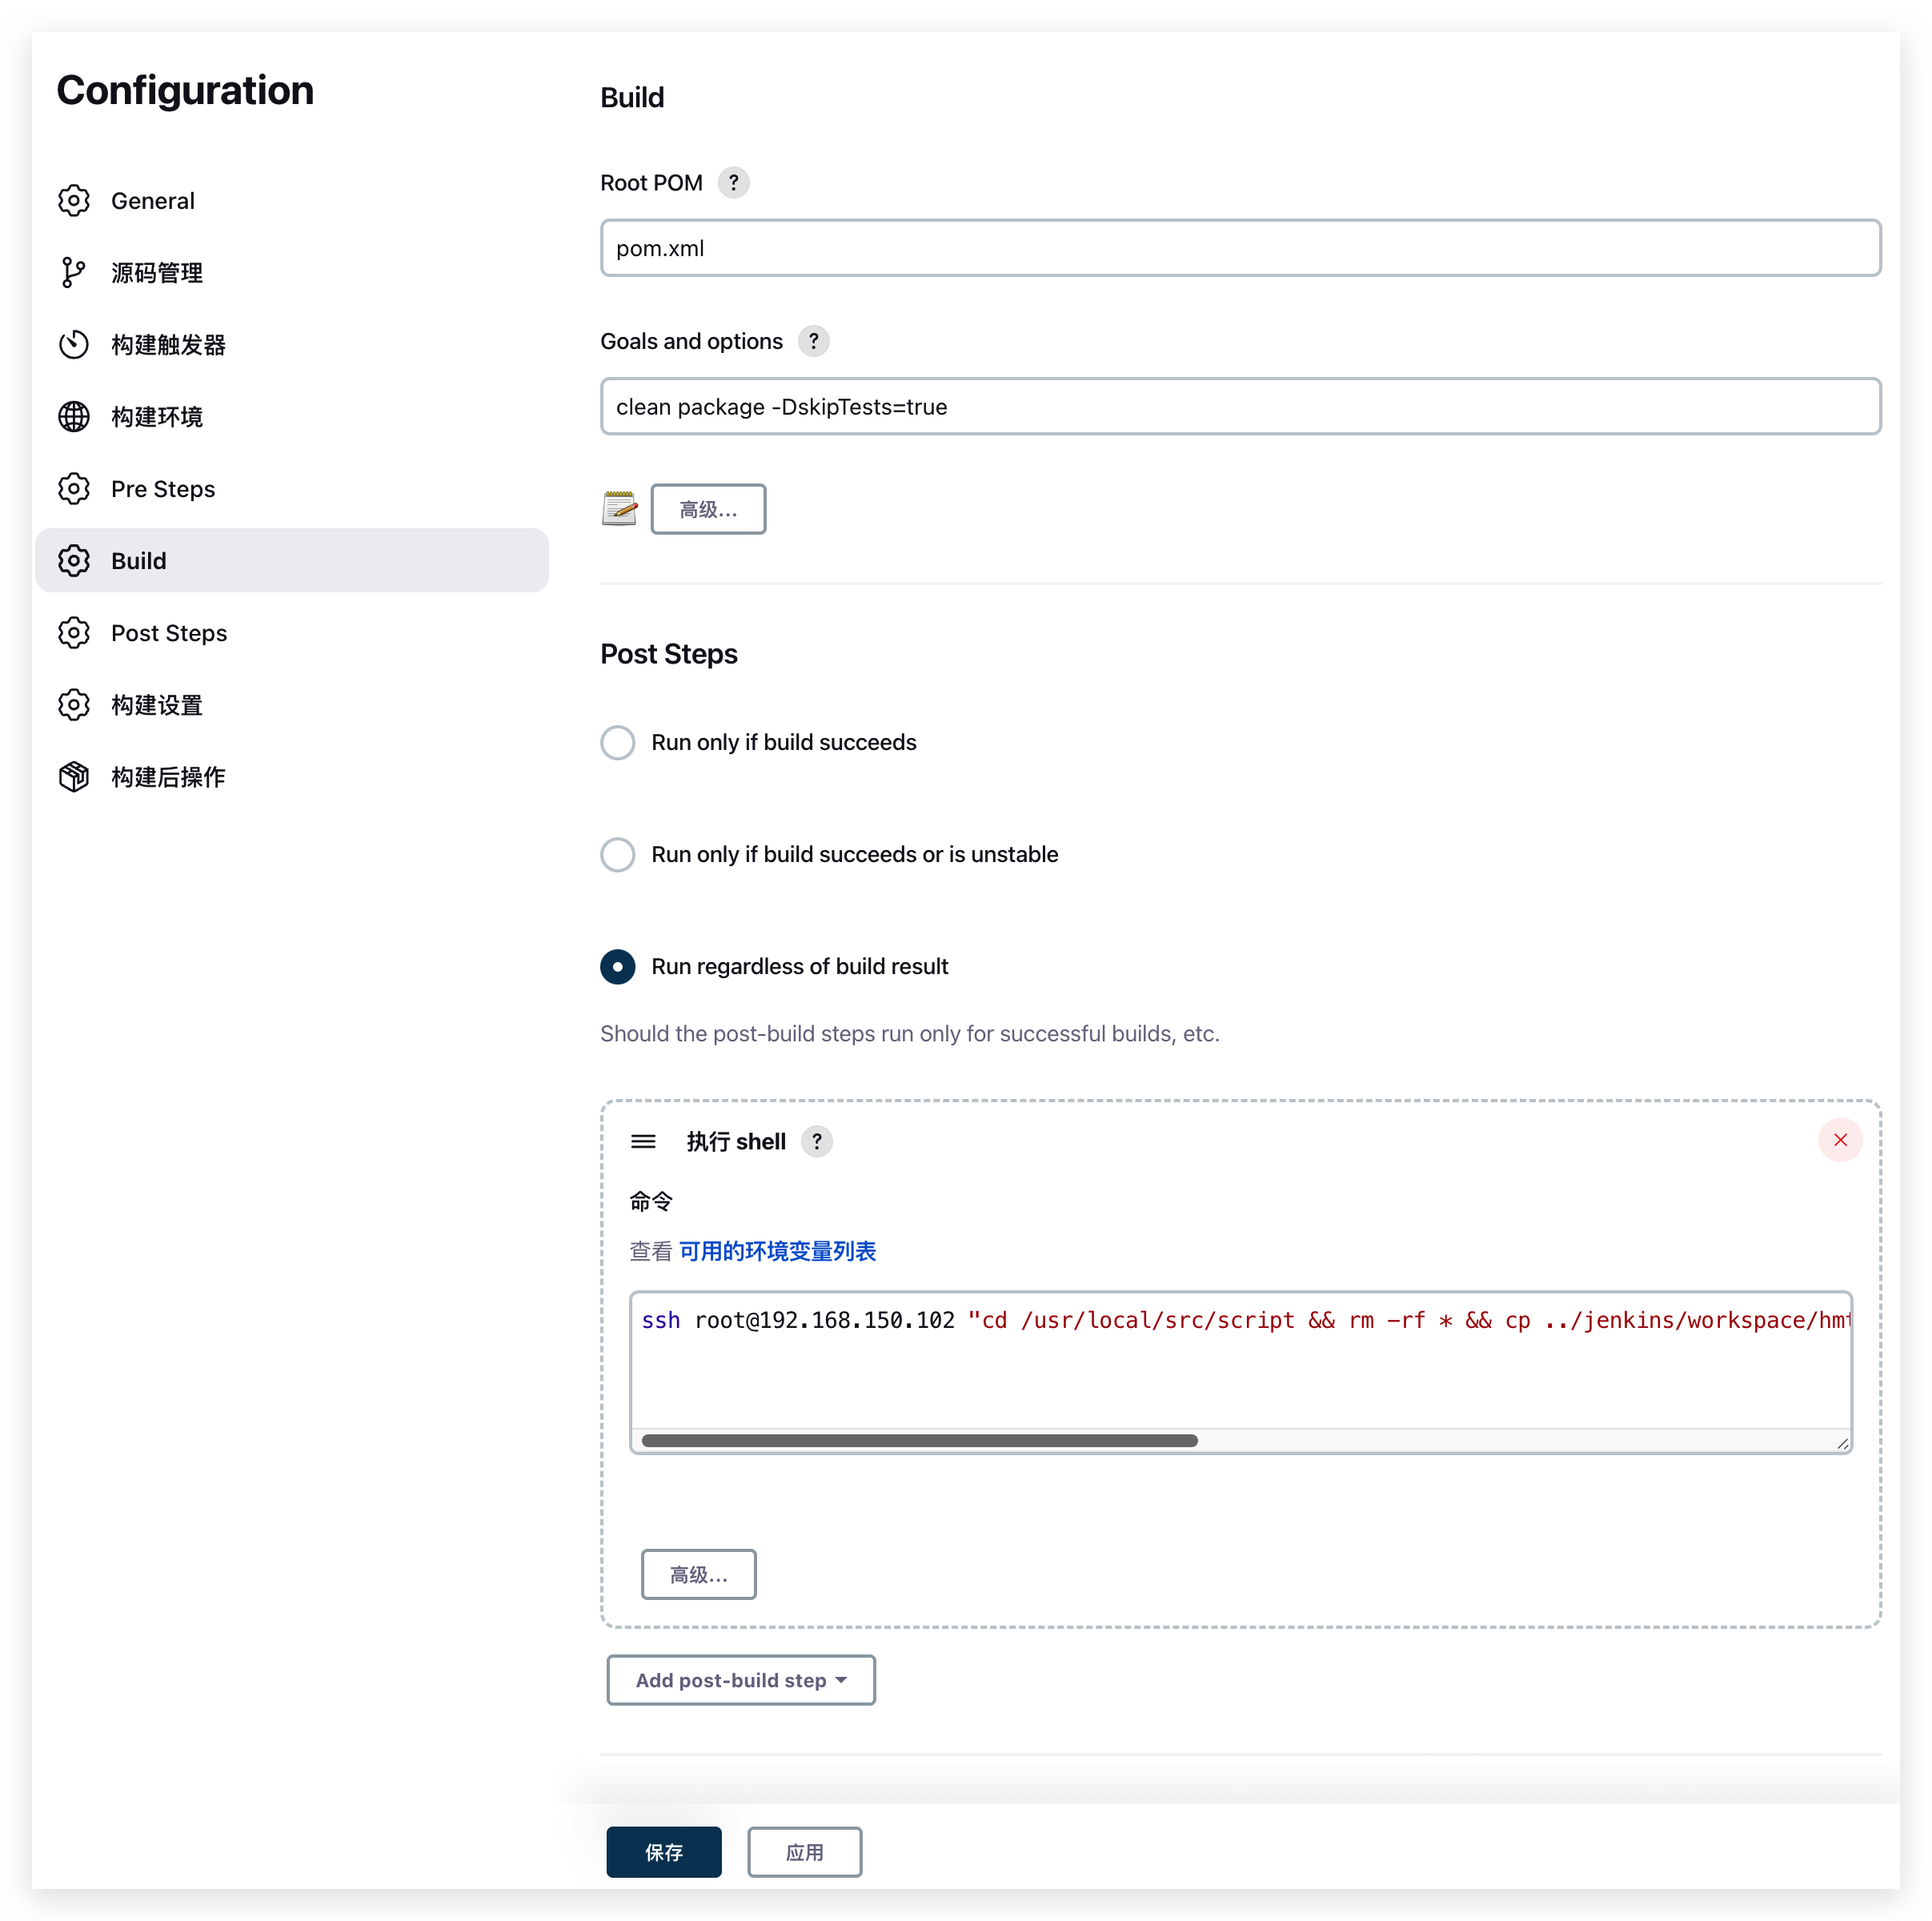 Configuration
General
源码管理
构建触发器
构建环境
Pre Steps
Build
Post Steps
构建设置
构建后操作
Build
Root POM ?
pom.xml
Goals and options ?
clean package -DskipTests=true
高级...
Post Steps
Run only if build succeeds
Run only if build succeeds or is unstable
Run regardless of build result
Should the post-build steps run only for successful builds, etc.
执行 shell ?
命令
查看 可用的环境变量列表
ssh root@192.168.150.102 "cd /usr/local/src/script && rm -rf * && cp ../jenkins/workspace/hmt
高级...
Add post-build step
保存
应用